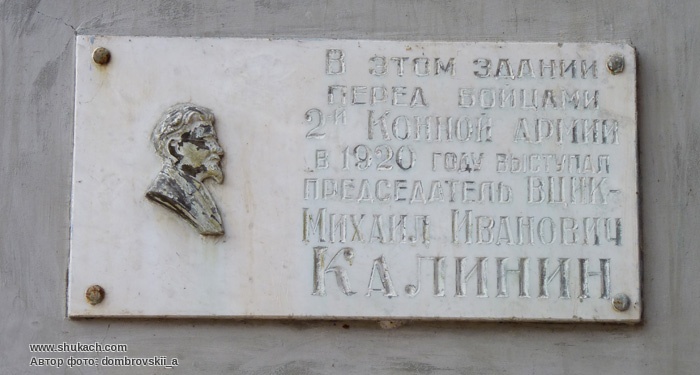 В ЭТОМ ЗДАНИИ
ПЕРЕД БОЙЦАМИ
2й КОННОЙ АРМИИ
В 1920 ГОДУ ВЫСТУПАЛ
ПРЕДСЕДАТЕЛЬ ВЦИК-
МИХАИЛ ИВАНОВИЧ
КАЛИНИН
www.shukach.com
Автор фото: dombrovskii_a